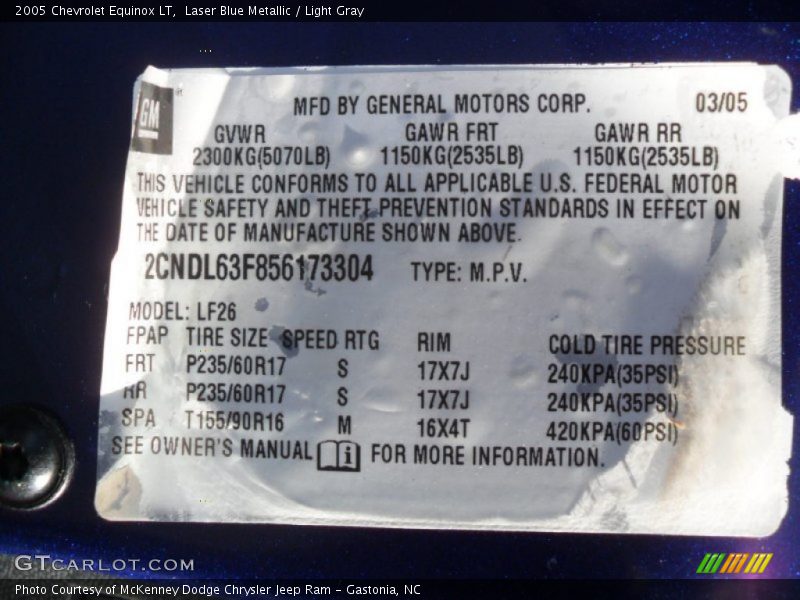 2005 Chevrolet Equinox LT,  Laser Blue Metallic / Light Gray
GM
MFD BY GENERAL MOTORS CORP. 03/05
GVWR GAWR FRT GAWR RR
2300KG(5070LB) 1150KG(2535LB) 1150KG(2535LB)
THIS VEHICLE CONFORMS TO ALL APPLICABLE U.S. FEDERAL MOTOR
VEHICLE SAFETY AND THEFT PREVENTION STANDARDS IN EFFECT ON
THE DATE OF MANUFACTURE SHOWN ABOVE.
2CNDL63F856173304 TYPE: M.P.V.
MODEL: LF26
FPAP TIRE SIZE SPEED RTG RIM COLD TIRE PRESSURE
FRT P235/60R17 S 17X7J 240KPA(35PSI)
RR P235/60R17 S 17X7J 240KPA(35PSI)
SPA T155/90R16 M 16X4T 420KPA(60PSI)
SEE OWNER'S MANUAL i FOR MORE INFORMATION.
GTCARLOT.COM
Photo Courtesy of McKenney Dodge Chrysler Jeep Ram - Gastonia, NC